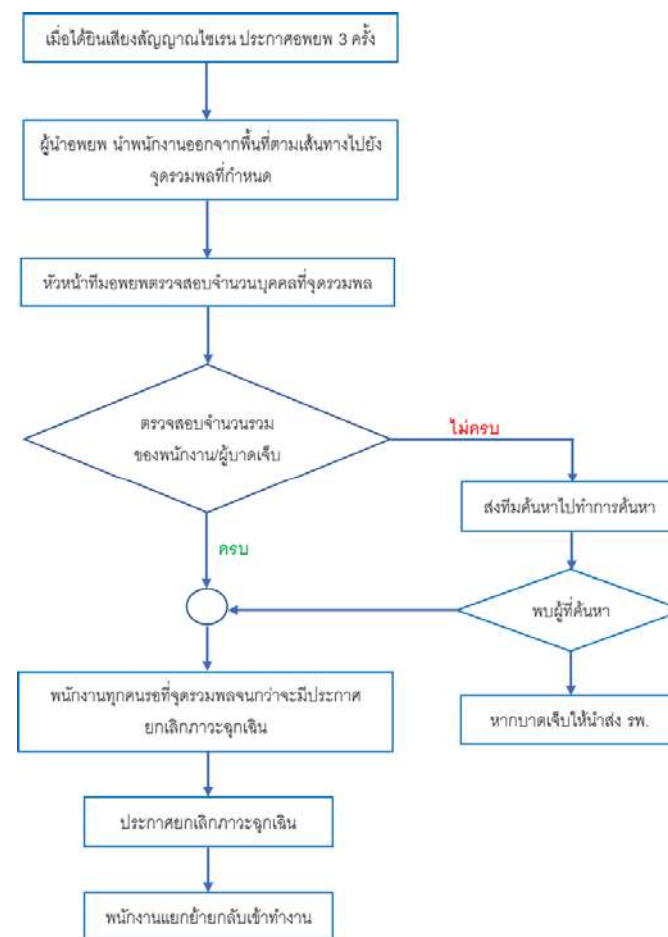 เมื่อได้ยินเสียงสัญญาณไซเรน ประกาศอพยพ 3 ครั้ง
ผู้นำอพยพ นำพนักงานออกจากพื้นที่ตามเส้นทางไปยัง
จุดรวมพลที่กำหนด
หัวหน้าทีมอพยพตรวจสอบจำนวนบุคคลที่จุดรวมพล
ตรวจสอบจำนวนรวม
ของพนักงาน/ผู้บาดเจ็บ
ไม่ครบ
ส่งทีมค้นหาไปทำการค้นหา
ครบ
พบผู้ที่ค้นหา
พนักงานทุกคนรอที่จุดรวมพลจนกว่าจะมีประกาศ
ยกเลิกภาวะฉุกเฉิน
หากบาดเจ็บให้นำส่ง รพ.
ประกาศยกเลิกภาวะฉุกเฉิน
พนักงานแยกย้ายกลับเข้าทำงาน